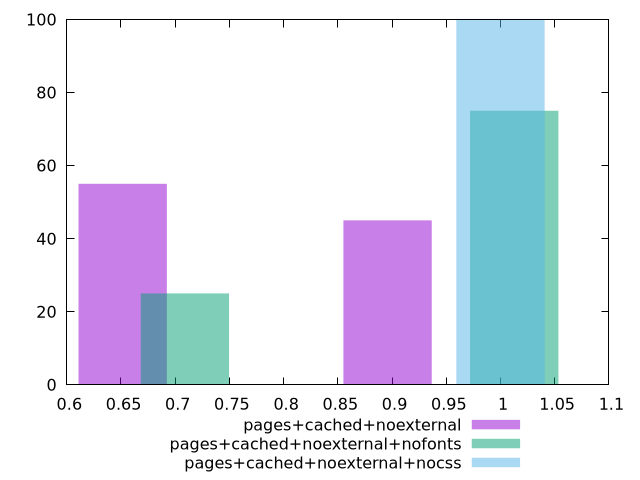 100
80
60
40
20
0
0.6 0.65 0.7 0.75 0.8 0.85 0.9 0.95 1 1.05 1.1
pages+cached+noexternal
pages+cached+noexternal+nofonts
pages+cached+noexternal+nocss